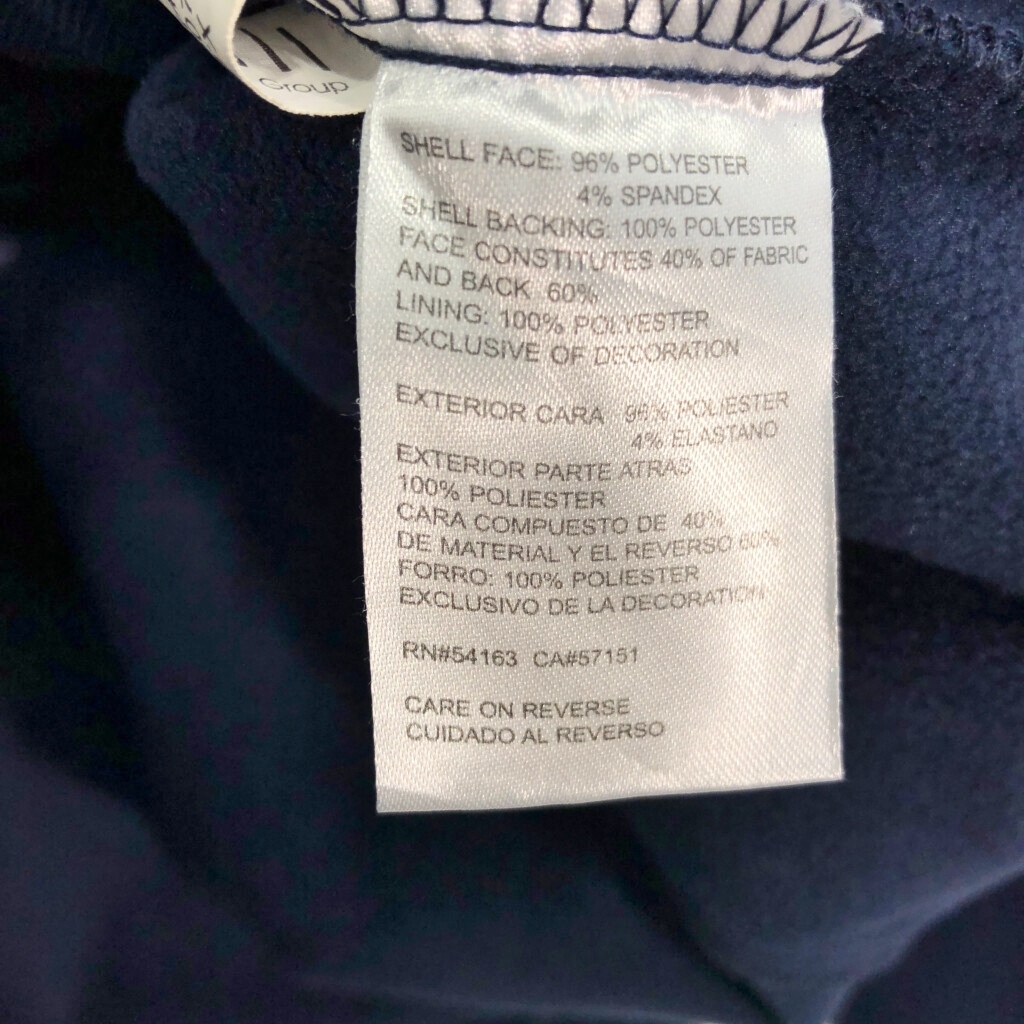 Group
SHELL FACE: 96% POLYESTER
4% SPANDEX
SHELL BACKING: 100% POLYESTER
FACE CONSTITUTES 40% OF FABRIC
AND BACK 60%
LINING: 100% POLYESTER
EXCLUSIVE OF DECORATION
EXTERIOR CARA 96% POLIESTER
4% ELASTANO
EXTERIOR PARTE ATRAS
100% POLIESTER
CARA COMPUESTO DE 40%
DE MATERIAL Y EL REVERSO 60%
FORRO: 100% POLIESTER
EXCLUSIVO DE LA DECORATION
RN#54163 CA#57151
CARE ON REVERSE
CUIDADO AL REVERSO